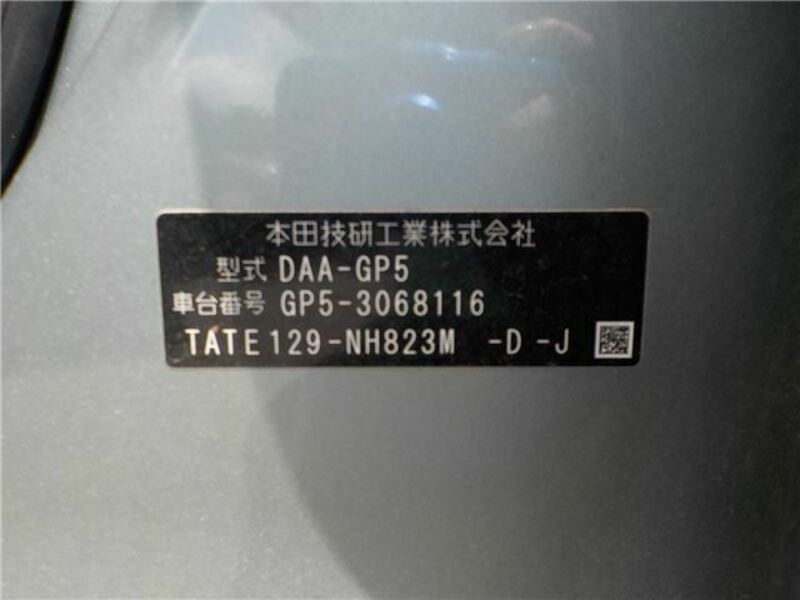 本田技研工業株式会社
型式 DAA-GP5
車台番号 GP5-3068116
TATE129-NH823M -D -J